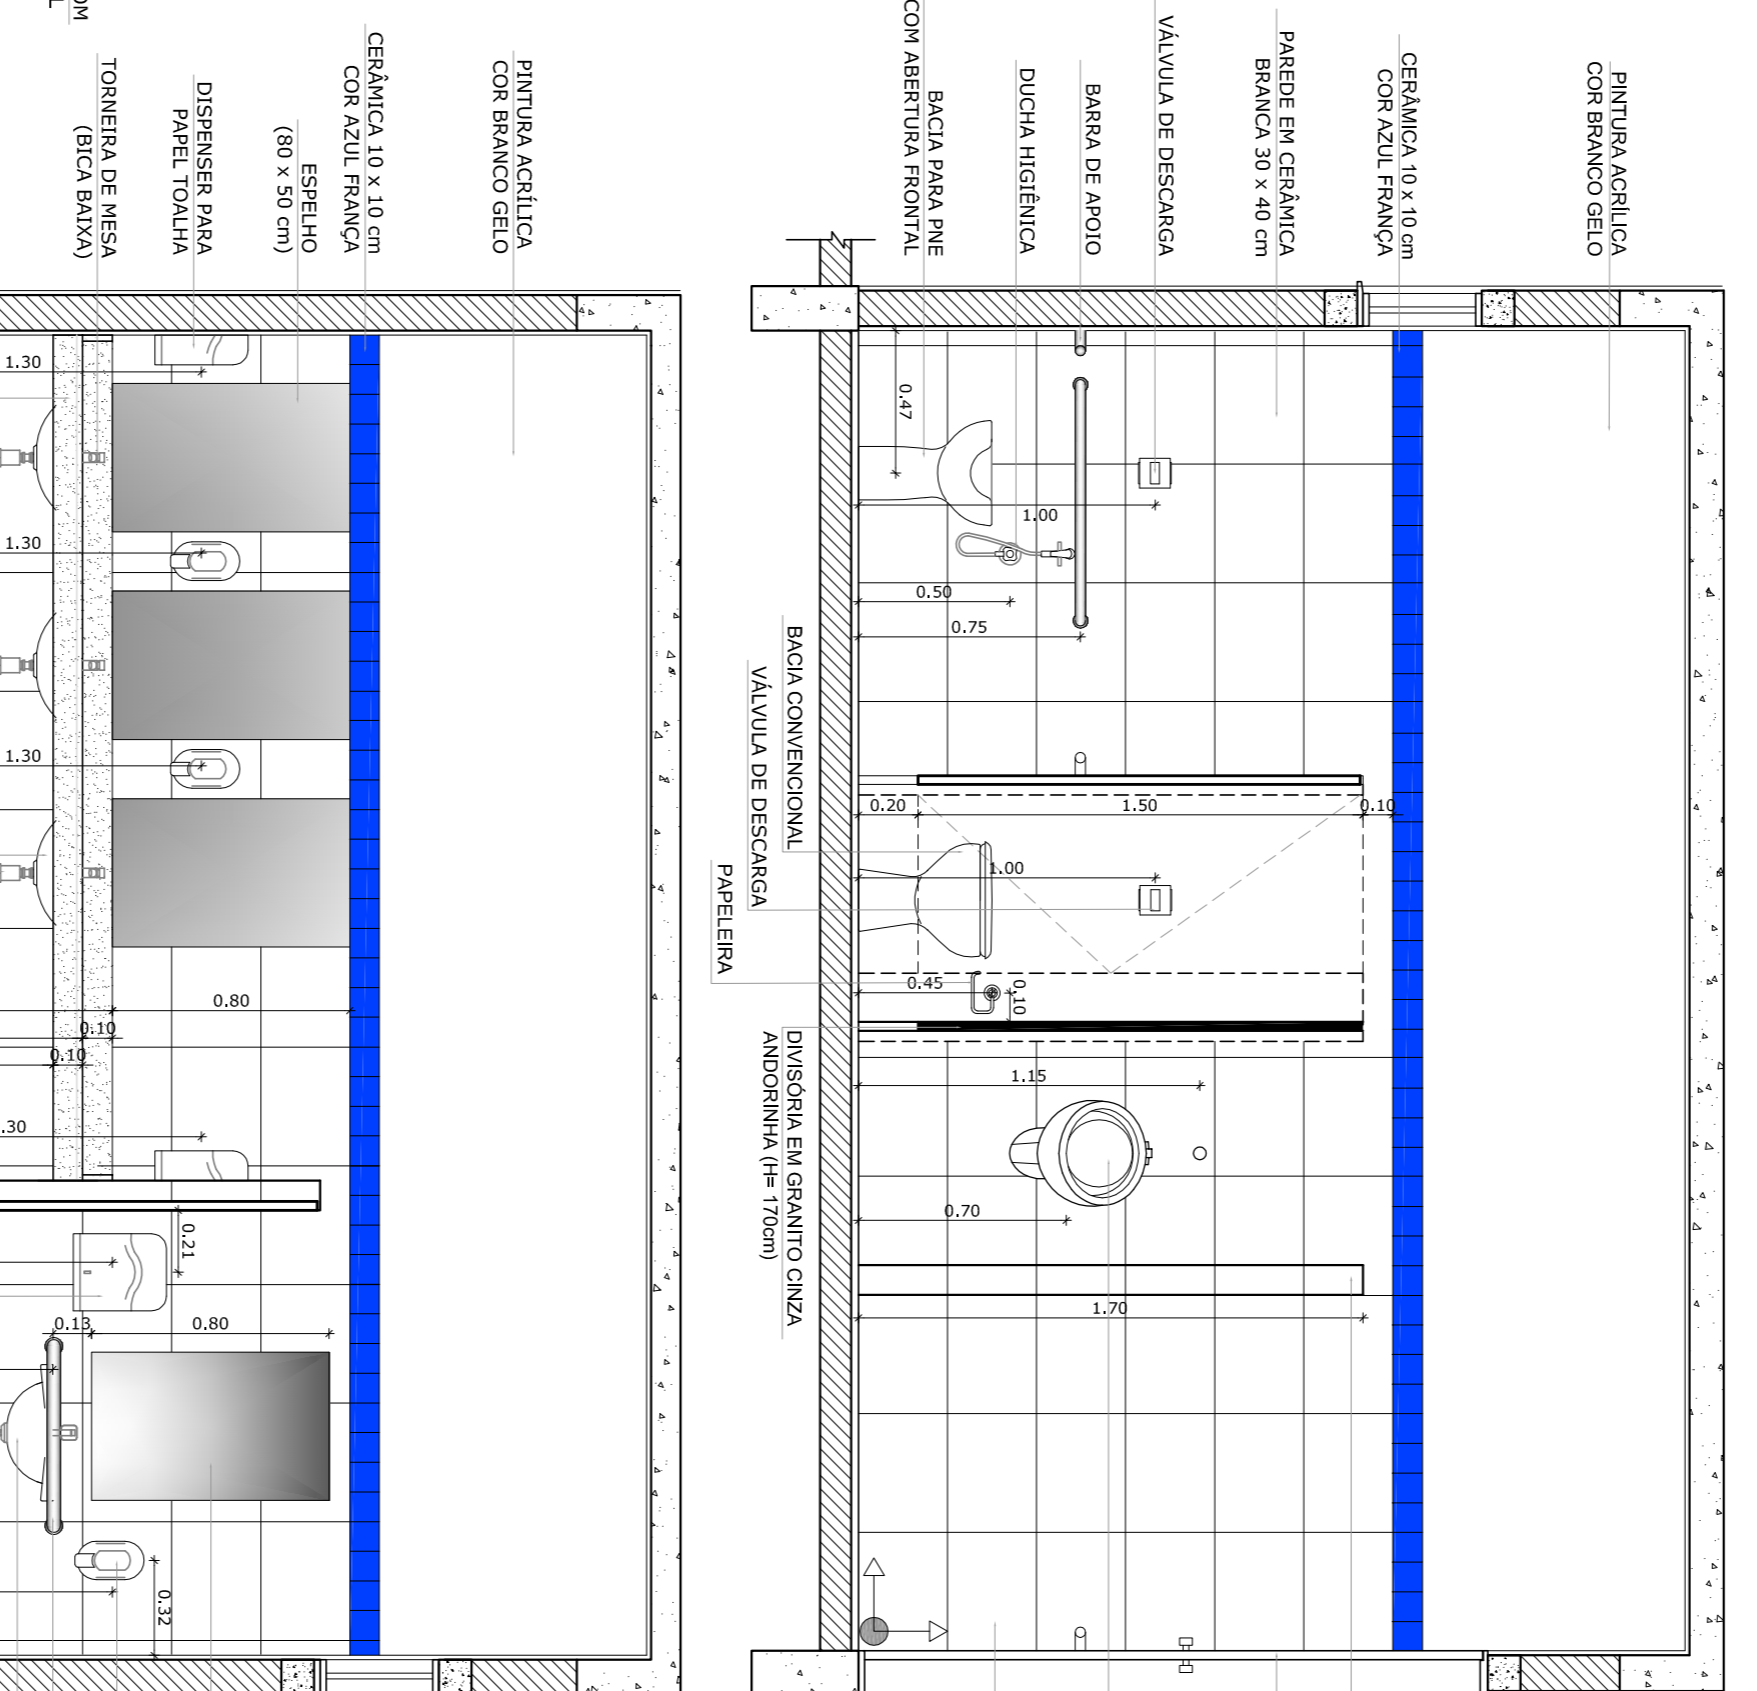 PINTURA ACRÍLICA
COR BRANCO GELO
CERÂMICA 10 x 10 cm
COR AZUL FRANÇA
PAREDE EM CERÂMICA
BRANCA 30 x 40 cm
VÁLVULA DE DESCARGA
BARRA DE APOIO
DUCHA HIGIÊNICA
BACIA PARA PNE
COM ABERTURA FRONTAL
0.47
1.00
0.50
0.75
BACIA CONVENCIONAL
VÁLVULA DE DESCARGA
PAPELEIRA
0.20
1.50
0.10
1.00
0.45
0.10
DIVISÓRIA EM GRANITO CINZA
ANDORINHA (H= 170cm)
1.15
0.70
1.70
PINTURA ACRÍLICA
COR BRANCO GELO
CERÂMICA 10 x 10 cm
COR AZUL FRANÇA
ESPELHO
(80 x 50 cm)
DISPENSER PARA
PAPEL TOALHA
TORNEIRA DE MESA
(BICA BAIXA)
1.30
1.30
1.30
0.80
0.10
0.10
.30
0.21
0.13
0.80
0.32